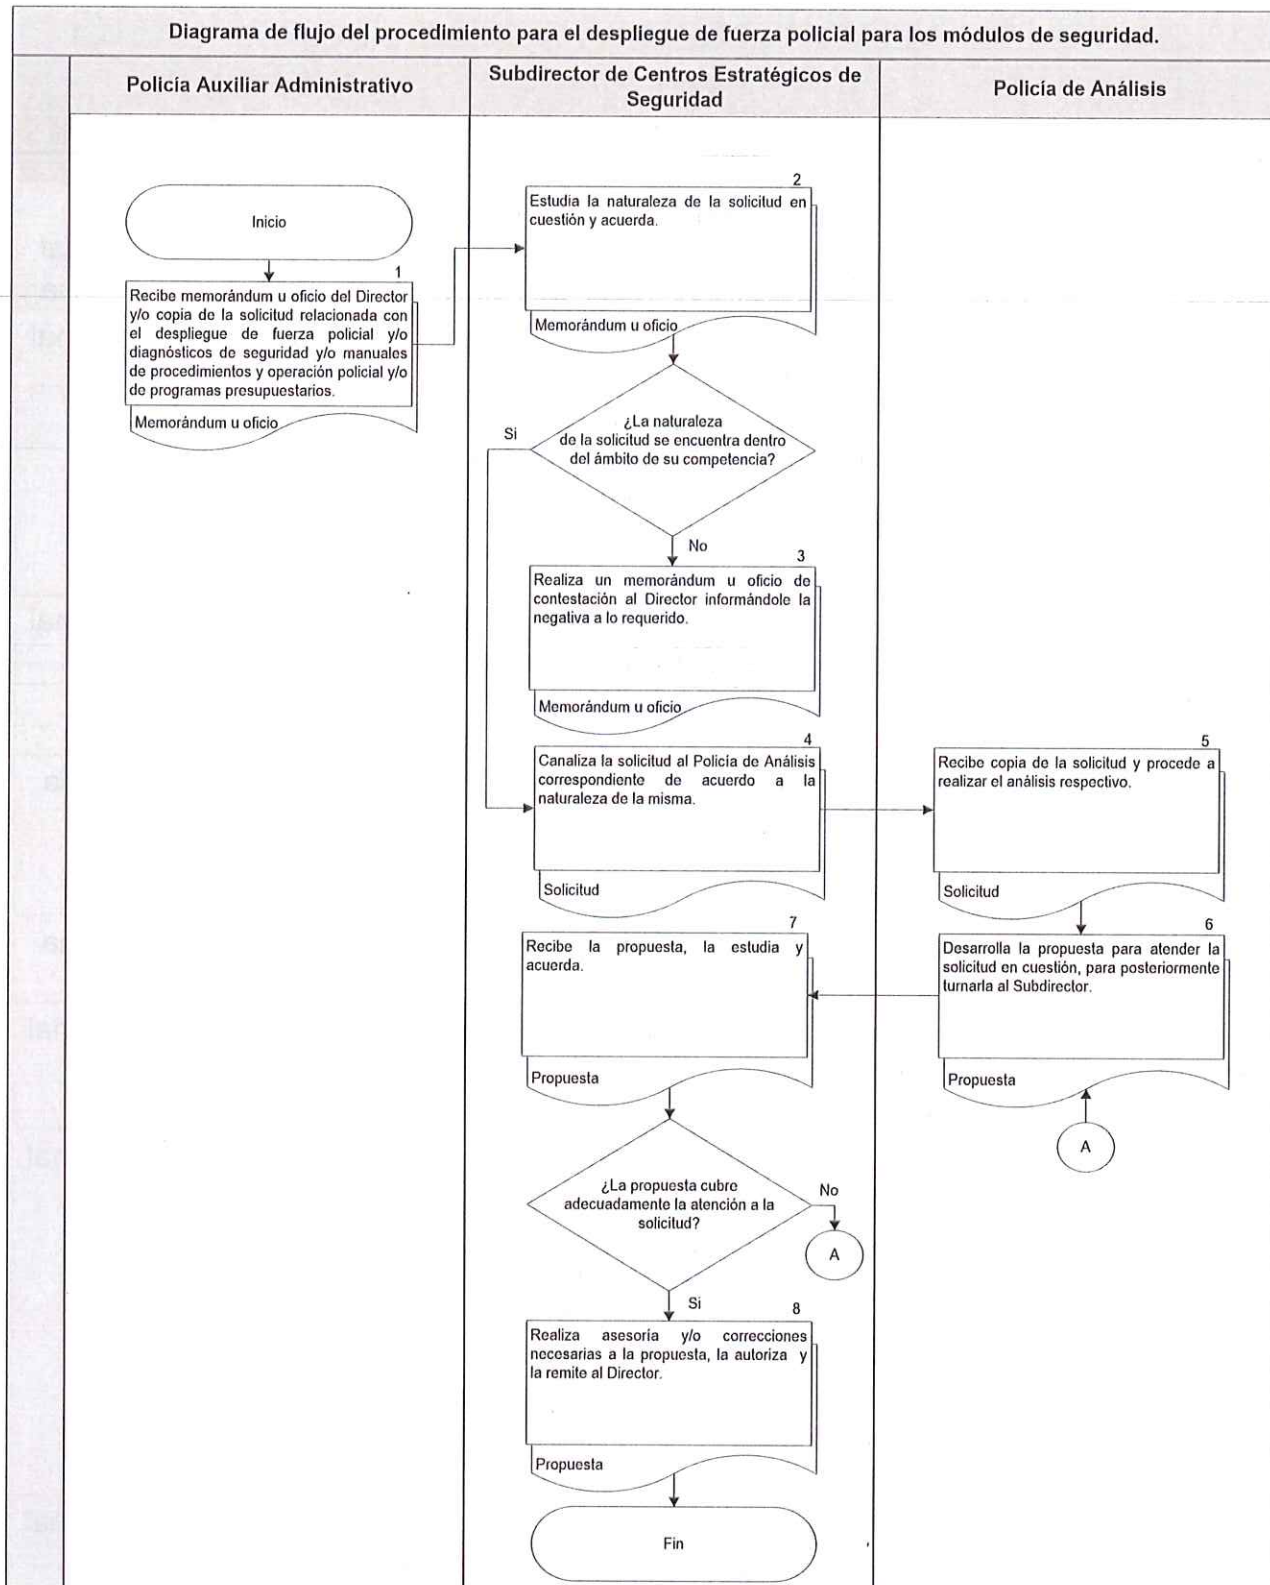 Diagrama de flujo del procedimiento para el despliegue de fuerza policial para los módulos de seguridad.
Policía Auxiliar Administrativo
Subdirector de Centros Estratégicos de
Seguridad
Policía de Análisis
Inicio
1
Recibe memorándum u oficio del Director
y/o copia de la solicitud relacionada con
el despliegue de fuerza policial y/o
diagnósticos de seguridad y/o manuales
de procedimientos y operación policial y/o
de programas presupuestarios.
Memorándum u oficio
2
Estudia la naturaleza de la solicitud en
cuestión y acuerda.
Memorándum u oficio
¿La naturaleza
de la solicitud se encuentra dentro
del ámbito de su competencia?
Si
No
3
Realiza un memorándum u oficio de
contestación al Director informándole la
negativa a lo requerido.
Memorándum u oficio
4
Canaliza la solicitud al Policía de Análisis
correspondiente de acuerdo a la
naturaleza de la misma.
Solicitud
5
Recibe copia de la solicitud y procede a
realizar el análisis respectivo.
Solicitud
6
Desarrolla la propuesta para atender la
solicitud en cuestión, para posteriormente
turnarla al Subdirector.
Propuesta
A
7
Recibe la propuesta, la estudia y
acuerda.
Propuesta
¿La propuesta cubre
adecuadamente la atención a la
solicitud?
No
A
Si
8
Realiza asesoría y/o correcciones
necesarias a la propuesta, la autoriza y
la remite al Director.
Propuesta
Fin